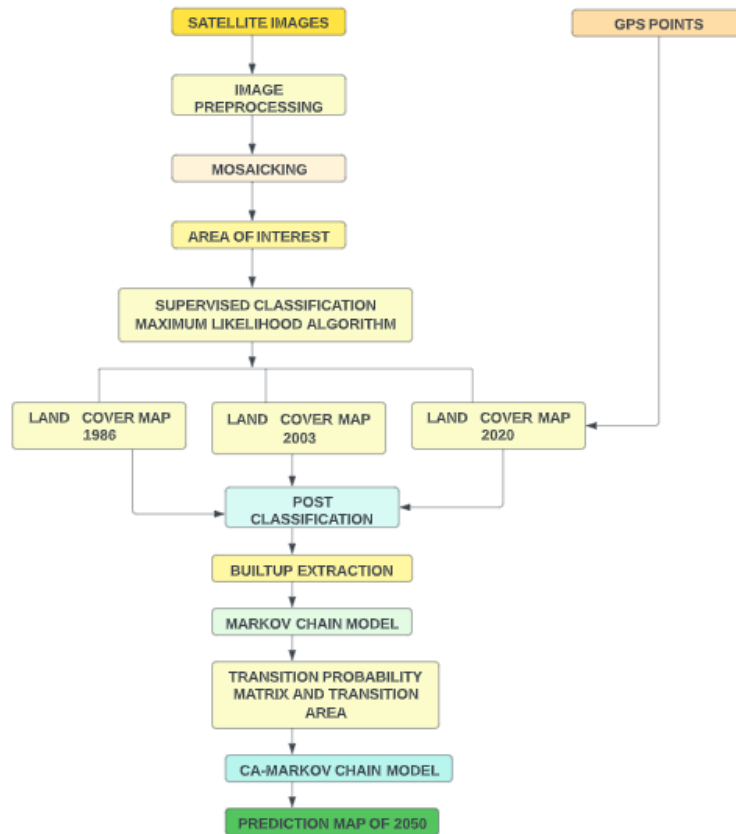 SATELLITE IMAGES
GPS POINTS
IMAGE
PREPROCESSING
MOSAICKING
AREA OF INTEREST
SUPERVISED CLASSIFICATION
MAXIMUM LIKELIHOOD ALGORITHM
LAND COVER MAP
1986
LAND COVER MAP
2003
LAND COVER MAP
2020
POST
CLASSIFICATION
BUILTUP EXTRACTION
MARKOV CHAIN MODEL
TRANSITION PROBABILITY
MATRIX AND TRANSITION
AREA
CA-MARKOV CHAIN MODEL
PREDICTION MAP OF 2050